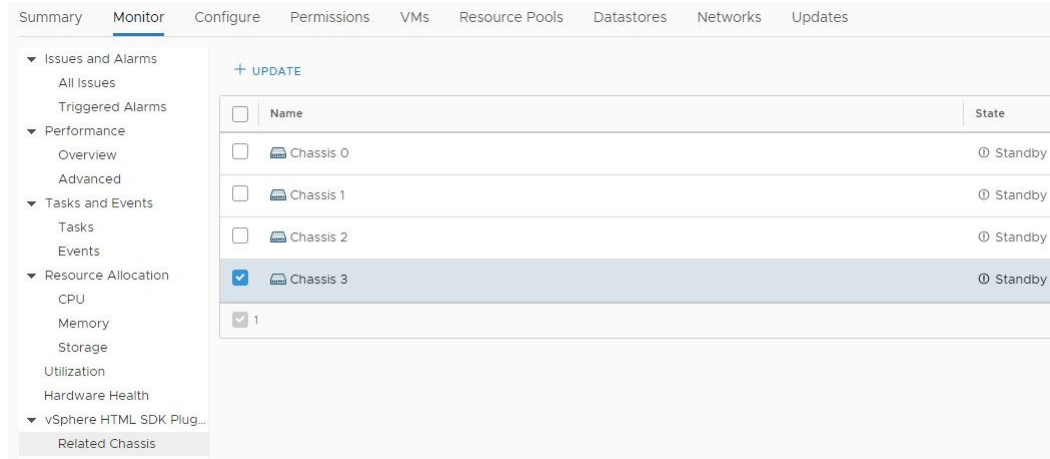 Summary Monitor Configure Permissions VMs Resource Pools Datastores Networks Updates
Issues and Alarms
All Issues
Triggered Alarms
Performance
Overview
Advanced
Tasks and Events
Tasks
Events
Resource Allocation
CPU
Memory
Storage
Utilization
Hardware Health
vSphere HTML SDK Plug...
Related Chassis
+ UPDATE
Name State
Chassis 0 Standby
Chassis 1 Standby
Chassis 2 Standby
Chassis 3 Standby
1